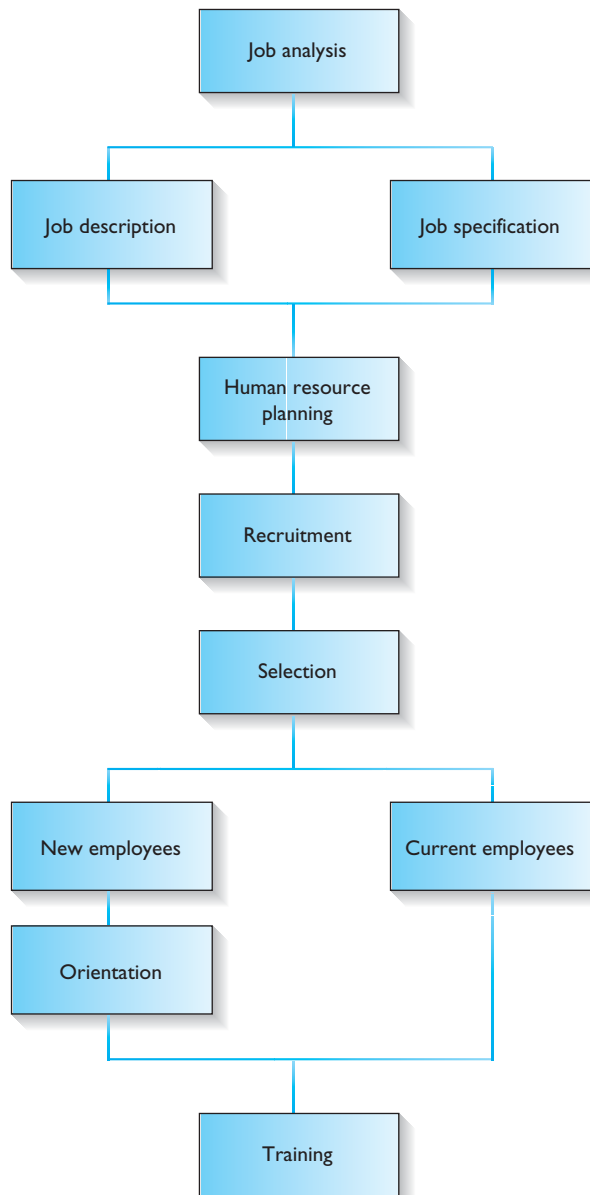 Job analysis
Job description
Job specification
Human resource
planning
Recruitment
Selection
New employees
Current employees
Orientation
Training